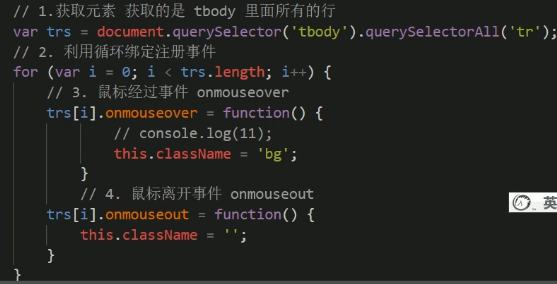 // 1.获取元素 获取的是 tbody 里面所有的行
var trs = document.querySelector('tbody').querySelectorAll('tr');
// 2. 利用循环绑定注册事件
for (var i = 0; i < trs.length; i++) {
// 3. 鼠标经过事件 onmouseover
trs[i].onmouseover = function() {
// console.log(11);
this.className = 'bg';
}
// 4. 鼠标离开事件 onmouseout
trs[i].onmouseout = function() {
this.className = '';
}
}
英